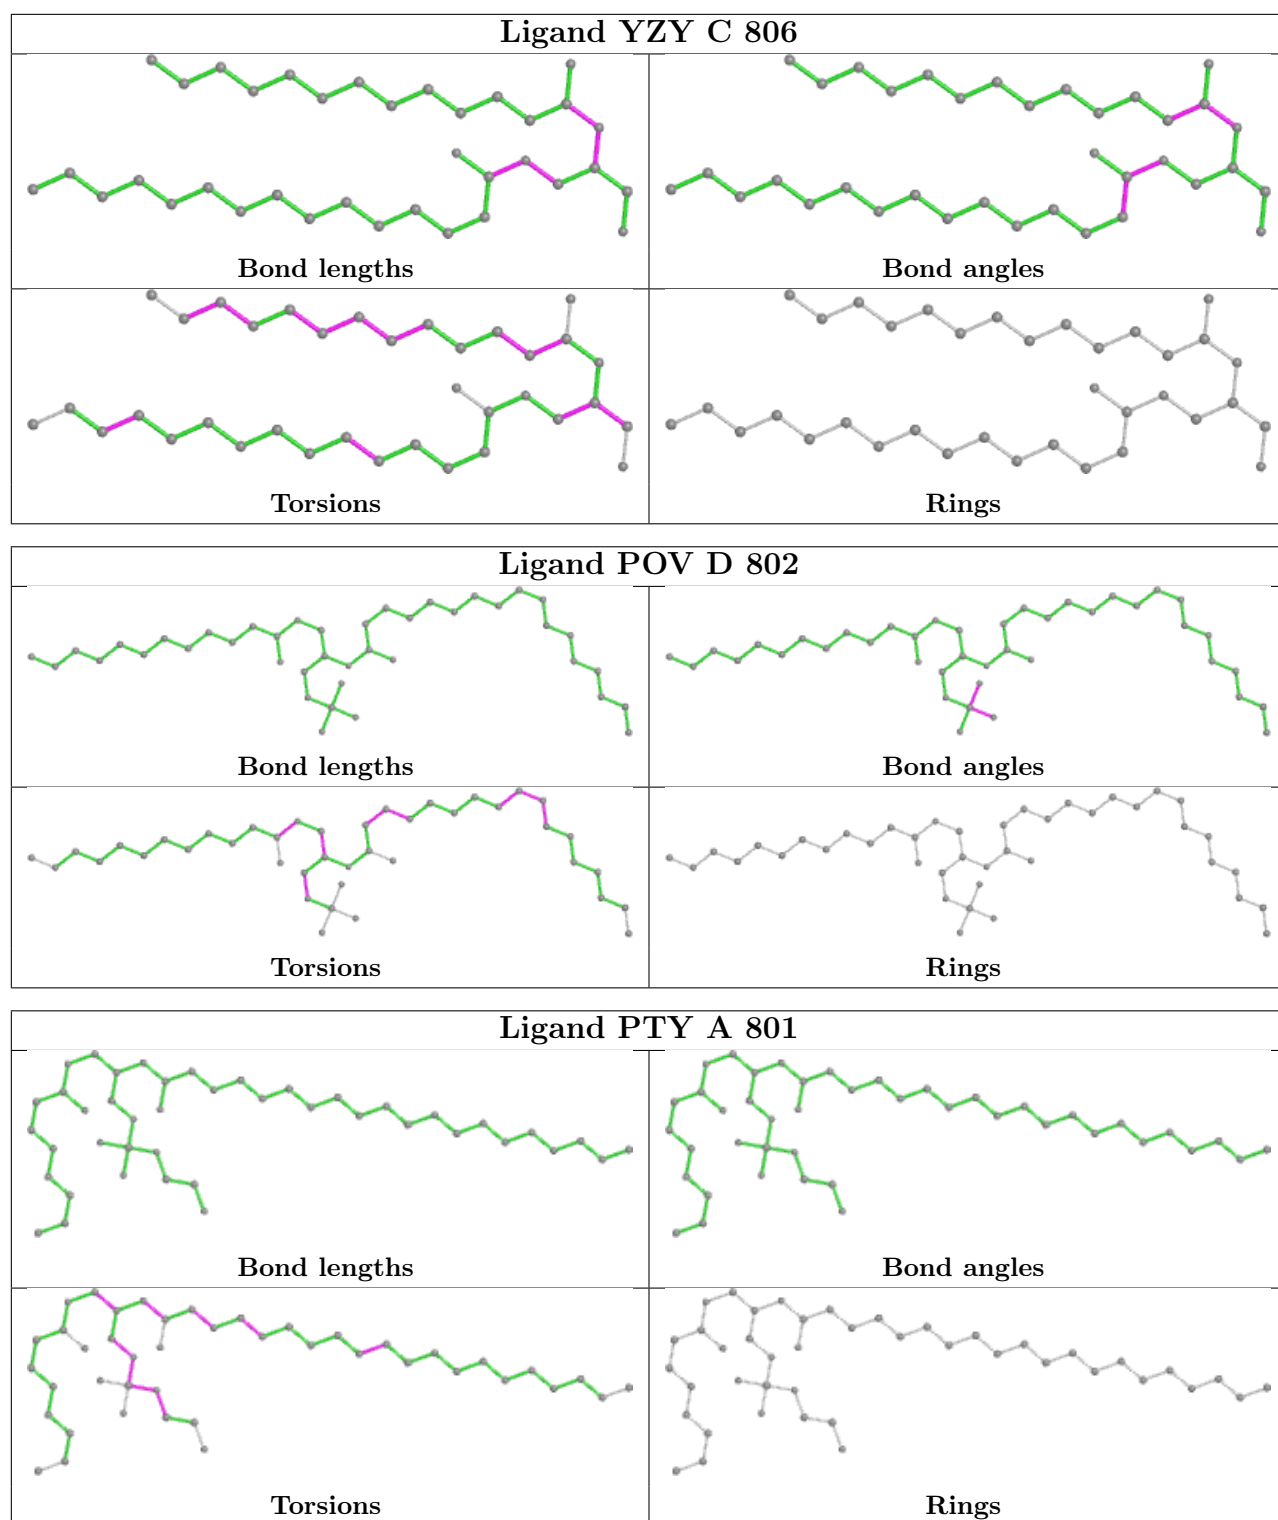 Ligand YZY C 806
Bond lengths
Bond angles
Torsions
Rings
Ligand POV D 802
Bond lengths
Bond angles
Torsions
Rings
Ligand PTY A 801
Bond lengths
Bond angles
Torsions
Rings